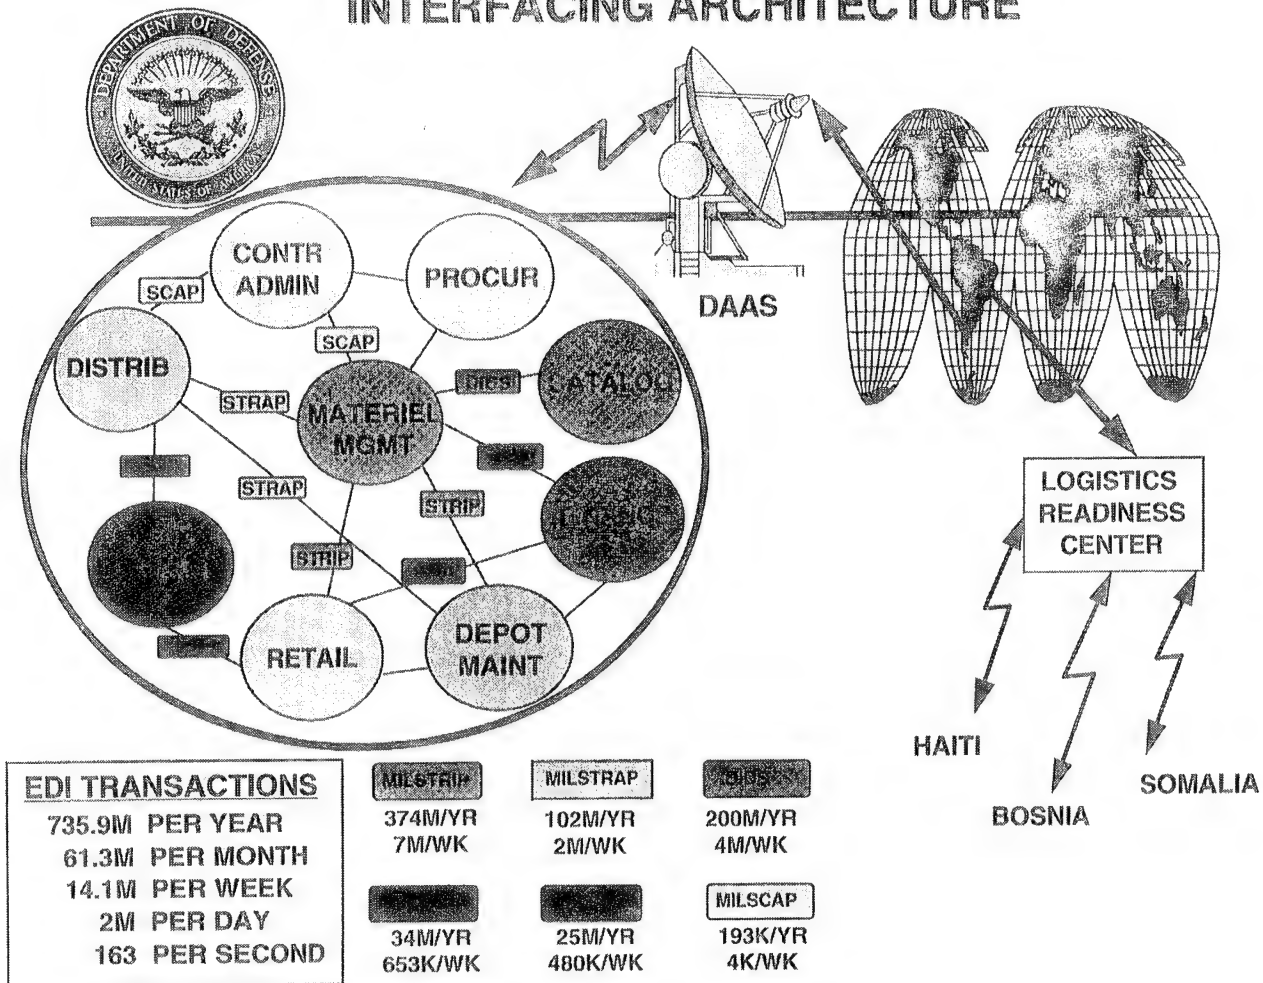 INTERFACING ARCHITECTURE
DEPARTMENT OF DEFENSE
UNITED STATES OF AMERICA
CONTR
ADMIN
PROCUR
SCAP
DAAS
SCAP
DISTRIB
DICS
CATALOG
STRAP
MATERIEL
MGMT
STRAP
STRIP
LOGISTICS
READINESS
CENTER
STRIP
RETAIL
DEPOT
MAINT
HAITI
SOMALIA
BOSNIA
EDI TRANSACTIONS
735.9M PER YEAR
61.3M PER MONTH
14.1M PER WEEK
2M PER DAY
163 PER SECOND
MILSTRIP
374M/YR
7M/WK
MILSTRAP
102M/YR
2M/WK
DICS
200M/YR
4M/WK
34M/YR
653K/WK
25M/YR
480K/WK
MILSCAP
193K/YR
4K/WK